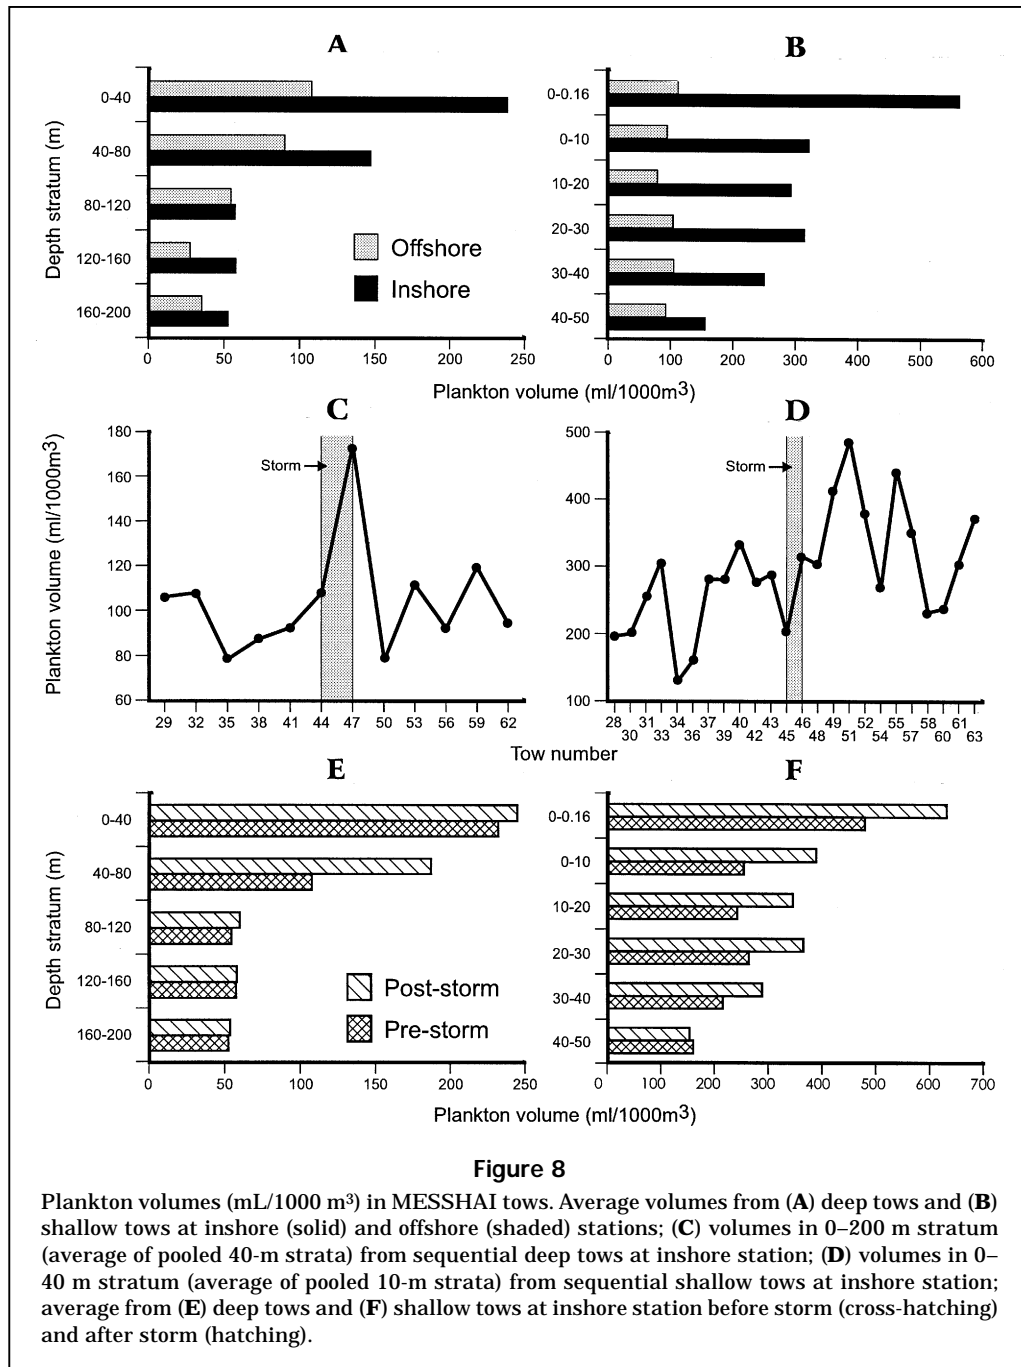 A
B
Depth stratum (m)
0-40
40-80
80-120
120-160
160-200
Offshore
Inshore
0 50 100 150 200 250
0-0.16
0-10
10-20
20-30
30-40
40-50
0 100 200 300 400 500 600
Plankton volume (ml/1000m³)
C
D
Plankton volume (ml/1000m³)
180
160
140
120
100
80
60
Storm
29 32 35 38 41 44 47 50 53 56 59 62
500
400
300
200
100
Storm
28 31 34 37 40 43 46 49 52 55 58 61
30 33 36 39 42 45 48 51 54 57 60 63
Tow number
E
F
Depth stratum (m)
0-40
40-80
80-120
120-160
160-200
Post-storm
Pre-storm
0 50 100 150 200 250
0-0.16
0-10
10-20
20-30
30-40
40-50
0 100 200 300 400 500 600 700
Plankton volume (ml/1000m³)
Figure 8
Plankton volumes (mL/1000 m³) in MESSHAI tows. Average volumes from (A) deep tows and (B)
shallow tows at inshore (solid) and offshore (shaded) stations; (C) volumes in 0–200 m stratum
(average of pooled 40-m strata) from sequential deep tows at inshore station; (D) volumes in 0–
40 m stratum (average of pooled 10-m strata) from sequential shallow tows at inshore station;
average from (E) deep tows and (F) shallow tows at inshore station before storm (cross-hatching)
and after storm (hatching).